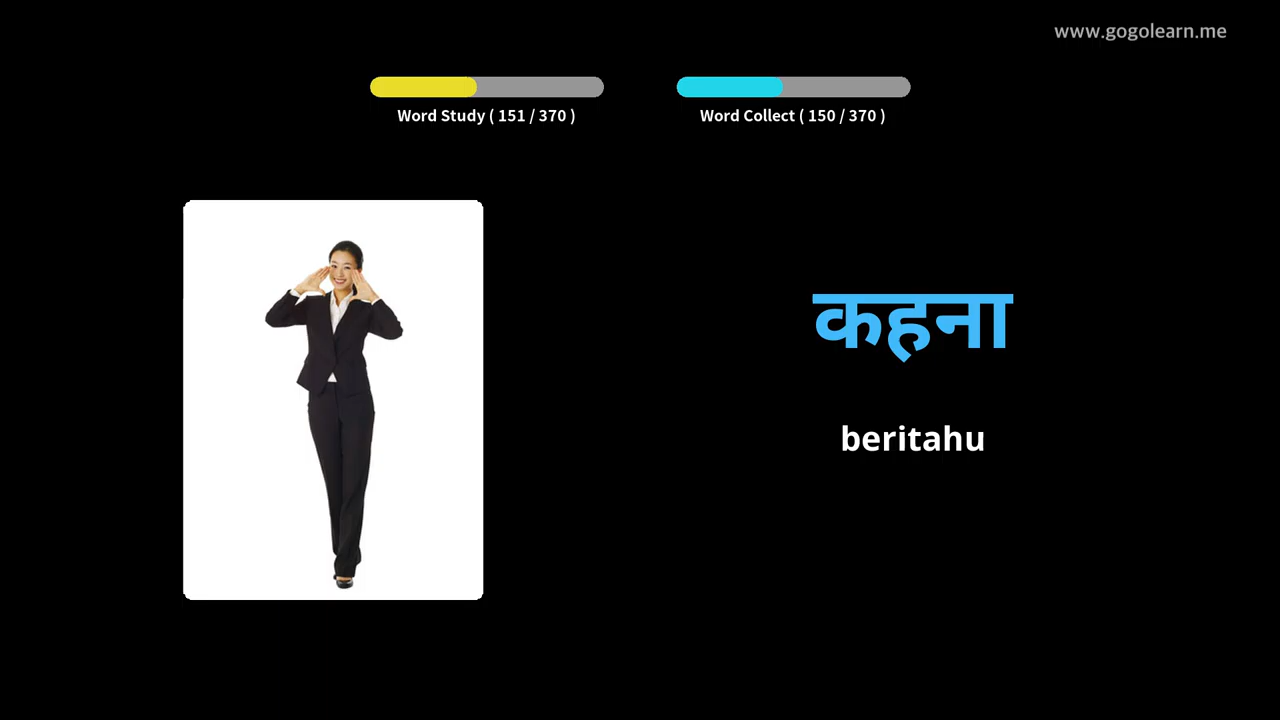 www.gogolearn.me
Word Study ( 151 / 370 )
Word Collect ( 150 / 370 )
कहना
beritahu